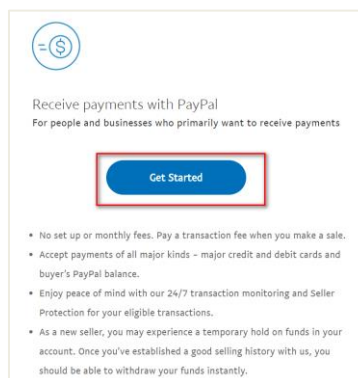 Receive payments with PayPal
For people and businesses who primarily want to receive payments
Get Started
• No set up or monthly fees. Pay a transaction fee when you make a sale.
• Accept payments of all major kinds – major credit and debit cards and
buyer's PayPal balance.
• Enjoy peace of mind with our 24/7 transaction monitoring and Seller
Protection for your eligible transactions.
• As a new seller, you may experience a temporary hold on funds in your
account. Once you've established a good selling history with us, you
should be able to withdraw your funds instantly.